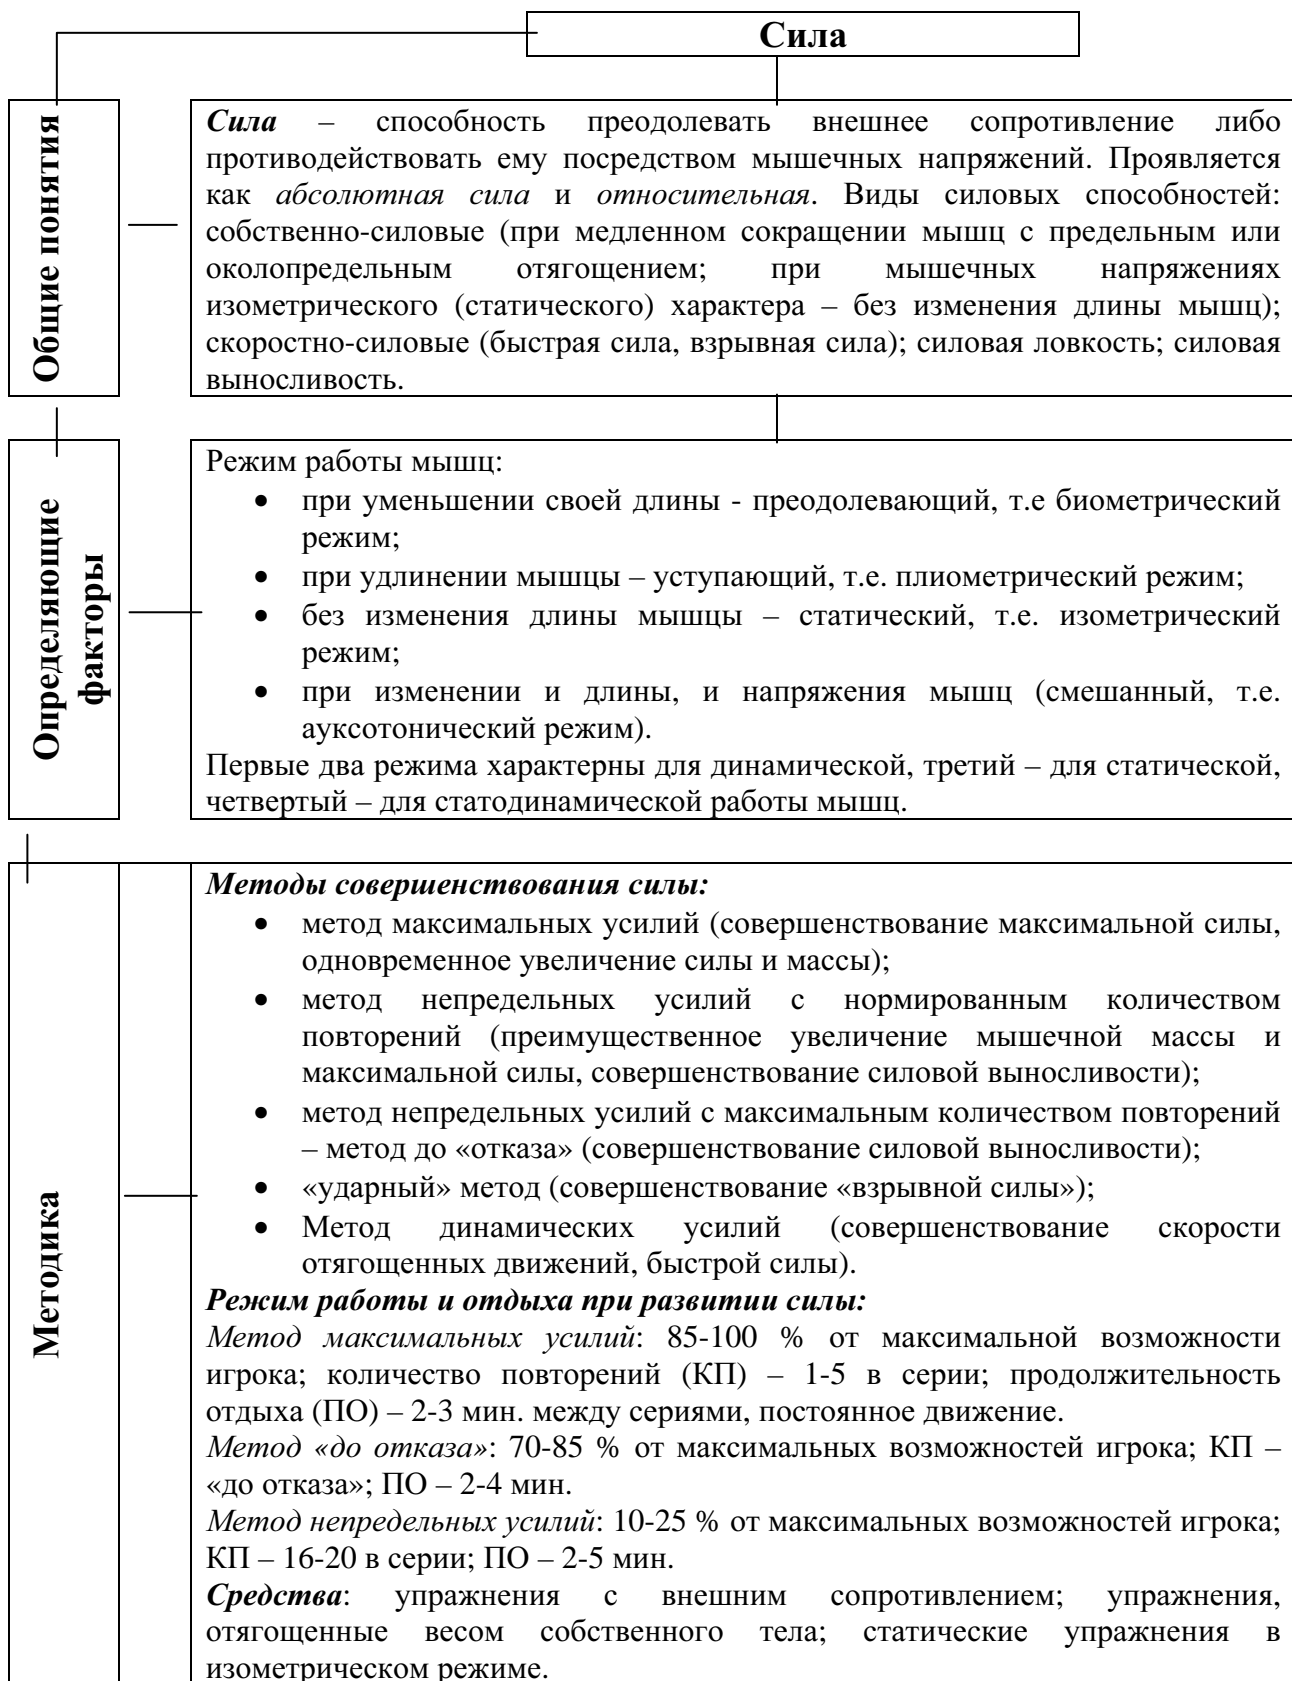 Сила
Общие понятия
Сила – способность преодолевать внешнее сопротивление либо
противодействовать ему посредством мышечных напряжений. Проявляется
как абсолютная сила и относительная. Виды силовых способностей:
собственно-силовые (при медленном сокращении мышц с предельным или
околопредельным отягощением; при мышечных напряжениях
изометрического (статического) характера – без изменения длины мышц);
скоростно-силовые (быстрая сила, взрывная сила); силовая ловкость; силовая
выносливость.
Определяющие
факторы
Режим работы мышц:
• при уменьшении своей длины - преодолевающий, т.е биометрический
режим;
• при удлинении мышцы – уступающий, т.е. плиометрический режим;
• без изменения длины мышцы – статический, т.е. изометрический
режим;
• при изменении и длины, и напряжения мышц (смешанный, т.е.
ауксотонический режим).
Первые два режима характерны для динамической, третий – для статической,
четвертый – для статодинамической работы мышц.
Методика
Методы совершенствования силы:
• метод максимальных усилий (совершенствование максимальной силы,
одновременное увеличение силы и массы);
• метод непредельных усилий с нормированным количеством
повторений (преимущественное увеличение мышечной массы и
максимальной силы, совершенствование силовой выносливости);
• метод непредельных усилий с максимальным количеством повторений
– метод до «отказа» (совершенствование силовой выносливости);
• «ударный» метод (совершенствование «взрывной силы»);
• Метод динамических усилий (совершенствование скорости
отягощенных движений, быстрой силы).
Режим работы и отдыха при развитии силы:
Метод максимальных усилий: 85-100 % от максимальной возможности
игрока; количество повторений (КП) – 1-5 в серии; продолжительность
отдыха (ПО) – 2-3 мин. между сериями, постоянное движение.
Метод «до отказа»: 70-85 % от максимальных возможностей игрока; КП –
«до отказа»; ПО – 2-4 мин.
Метод непредельных усилий: 10-25 % от максимальных возможностей игрока;
КП – 16-20 в серии; ПО – 2-5 мин.
Средства: упражнения с внешним сопротивлением; упражнения,
отягощенные весом собственного тела; статические упражнения в
изометрическом режиме.